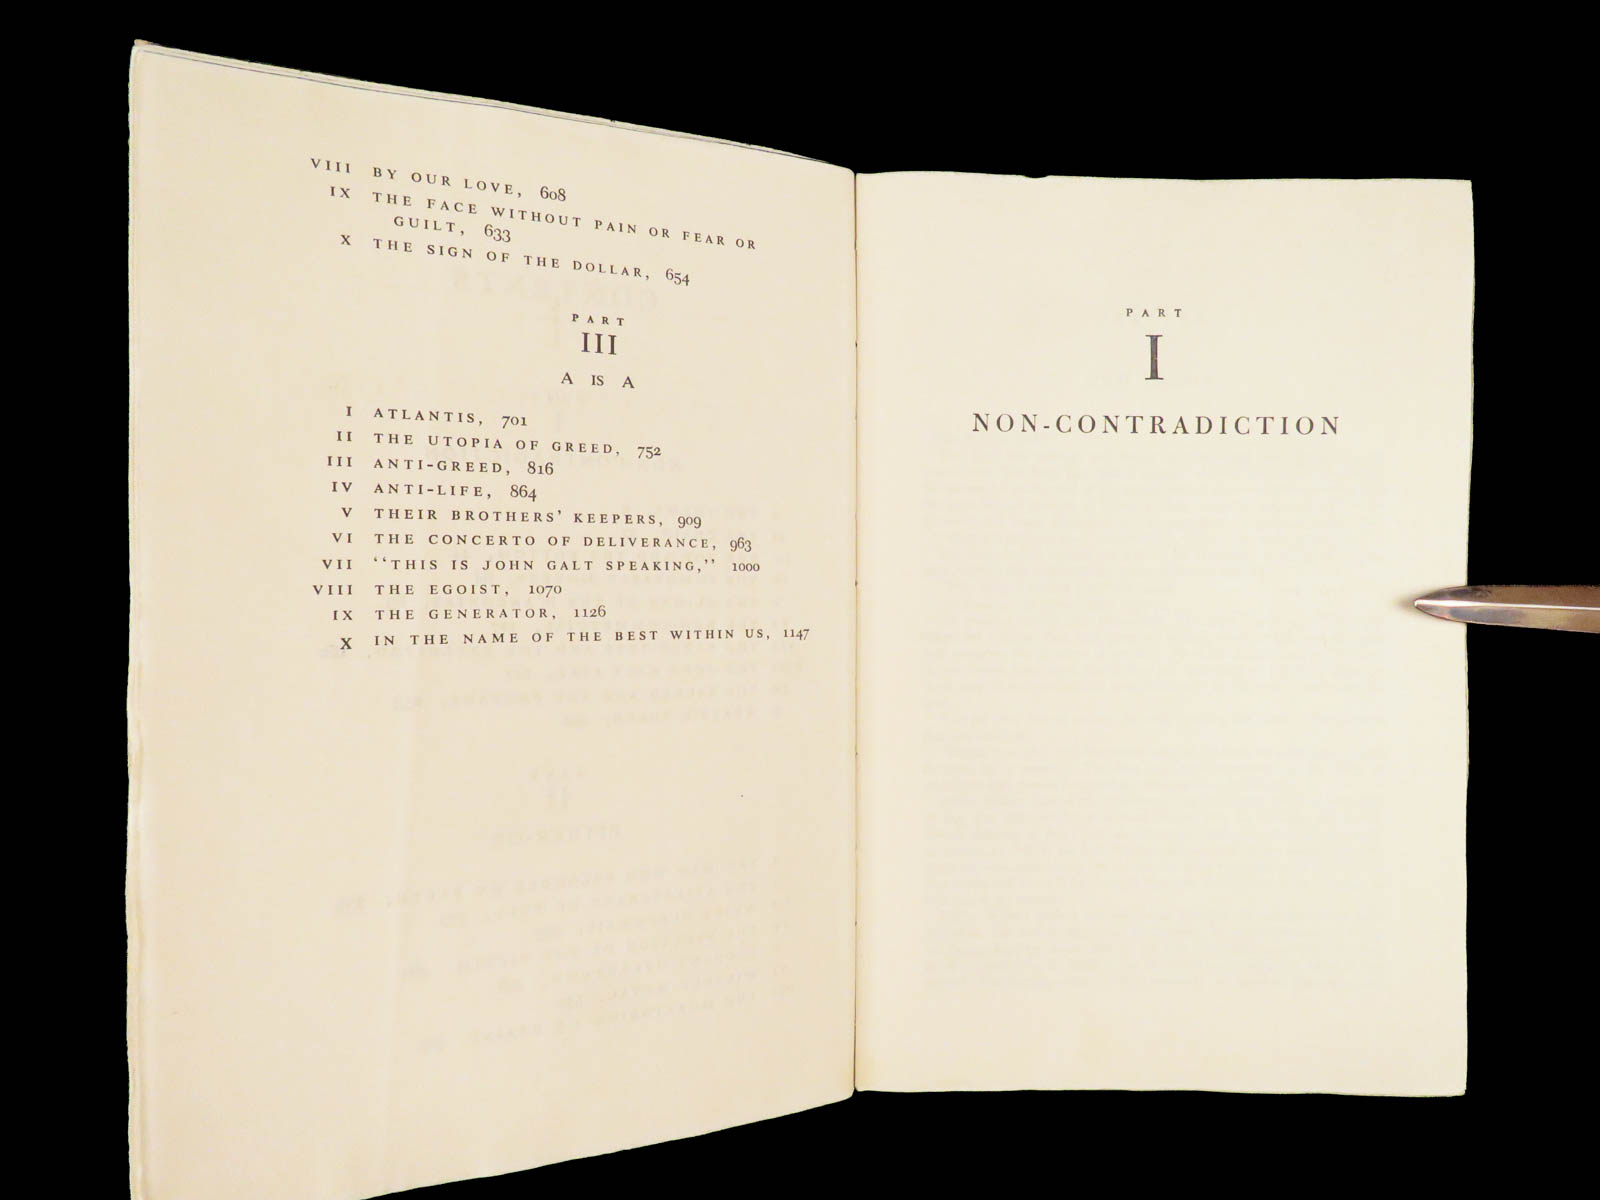 VIII BY OUR LOVE, 608
IX THE FACE WITHOUT PAIN OR FEAR OR
GUILT, 633
X THE SIGN OF THE DOLLAR, 654
PART
III
A IS A
I ATLANTIS, 701
II THE UTOPIA OF GREED, 752
III ANTI-GREED, 816
IV ANTI-LIFE, 864
V THEIR BROTHERS' KEEPERS, 909
VI THE CONCERTO OF DELIVERANCE, 963
VII "THIS IS JOHN GALT SPEAKING," 1000
VIII THE EGOIST, 1070
IX THE GENERATOR, 1126
X IN THE NAME OF THE BEST WITHIN US, 1147
PART
I
NON-CONTRADICTION